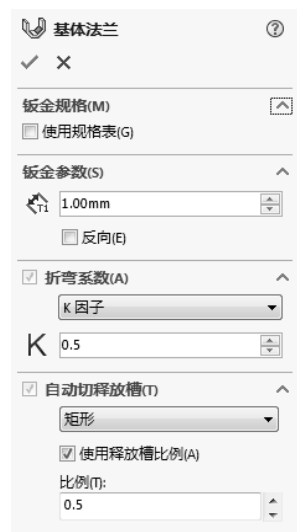 基体法兰
钣金规格(M)
使用规格表(G)
钣金参数(S)
T1 1.00mm
反向(E)
折弯系数(A)
K 因子
K 0.5
自动切释放槽(T)
矩形
使用释放槽比例(A)
比例(T):
0.5